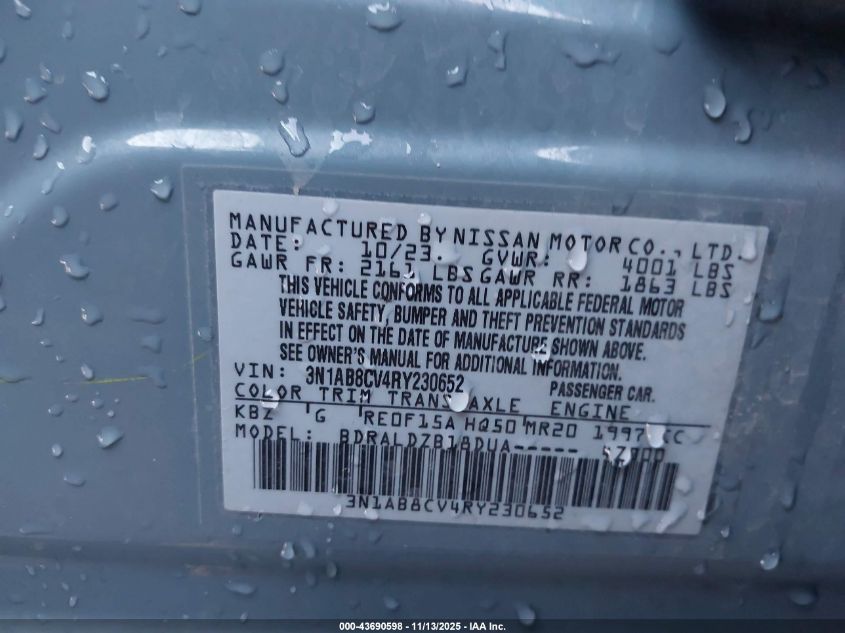 MANUFACTURED BY NISSAN MOTOR CO., LTD.
DATE: 10/23 GVWR: 4001 LBS
GAWR FR: 2161 LBS GAWR RR: 1863 LBS
THIS VEHICLE CONFORMS TO ALL APPLICABLE FEDERAL MOTOR
VEHICLE SAFETY, BUMPER AND THEFT PREVENTION STANDARDS
IN EFFECT ON THE DATE OF MANUFACTURE SHOWN ABOVE.
SEE OWNER'S MANUAL FOR ADDITIONAL INFORMATION.
VIN: 3N1AB8CV4RY230652 PASSENGER CAR.
COLOR TRIM TRANSAXLE ENGINE
KBZ G RE0F15A HQ50 MR20 1997 CC
MODEL: BDRALDZB18DUA-----
3N1AB8CV4RY230652
000-43690598 - 11/13/2025 - IAA Inc.